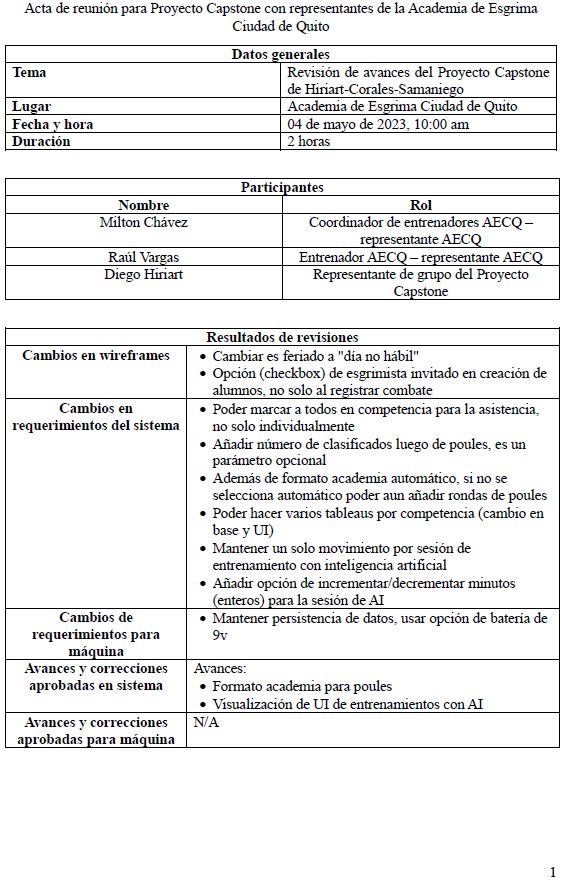 Acta de reunión para Proyecto Capstone con representantes de la Academia de Esgrima
Ciudad de Quito
Datos generales
Tema
Revisión de avances del Proyecto Capstone
de Hiriart-Corales-Samaniego
Lugar
Academia de Esgrima Ciudad de Quito
Fecha y hora
04 de mayo de 2023, 10:00 am
Duración
2 horas
Participantes
Nombre
Rol
Milton Chávez
Coordinador de entrenadores AECQ –
representante AECQ
Raúl Vargas
Entrenador AECQ – representante AECQ
Diego Hiriart
Representante de grupo del Proyecto
Capstone
Resultados de revisiones
Cambios en wireframes
• Cambiar es feriado a "día no hábil"
• Opción (checkbox) de esgrimista invitado en creación de
alumnos, no solo al registrar combate
Cambios en
requerimientos del sistema
• Poder marcar a todos en competencia para la asistencia,
no solo individualmente
• Añadir número de clasificados luego de poules, es un
parámetro opcional
• Además de formato academia automático, si no se
selecciona automático poder aun añadir rondas de poules
• Poder hacer varios tableaus por competencia (cambio en
base y UI)
• Mantener un solo movimiento por sesión de
entrenamiento con inteligencia artificial
• Añadir opción de incrementar/decrementar minutos
(enteros) para la sesión de AI
Cambios de
requerimientos para
máquina
• Mantener persistencia de datos, usar opción de batería de
9v
Avances y correcciones
aprobadas en sistema
Avances:
• Formato academia para poules
• Visualización de UI de entrenamientos con AI
Avances y correcciones
aprobadas para máquina
N/A
1